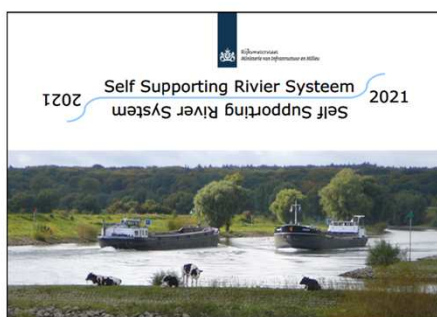 Rijkswaterstaat
Ministerie van Infrastructuur en Milieu
Self Supporting Rivier Systeem
2021
Self Supporting River System
2021